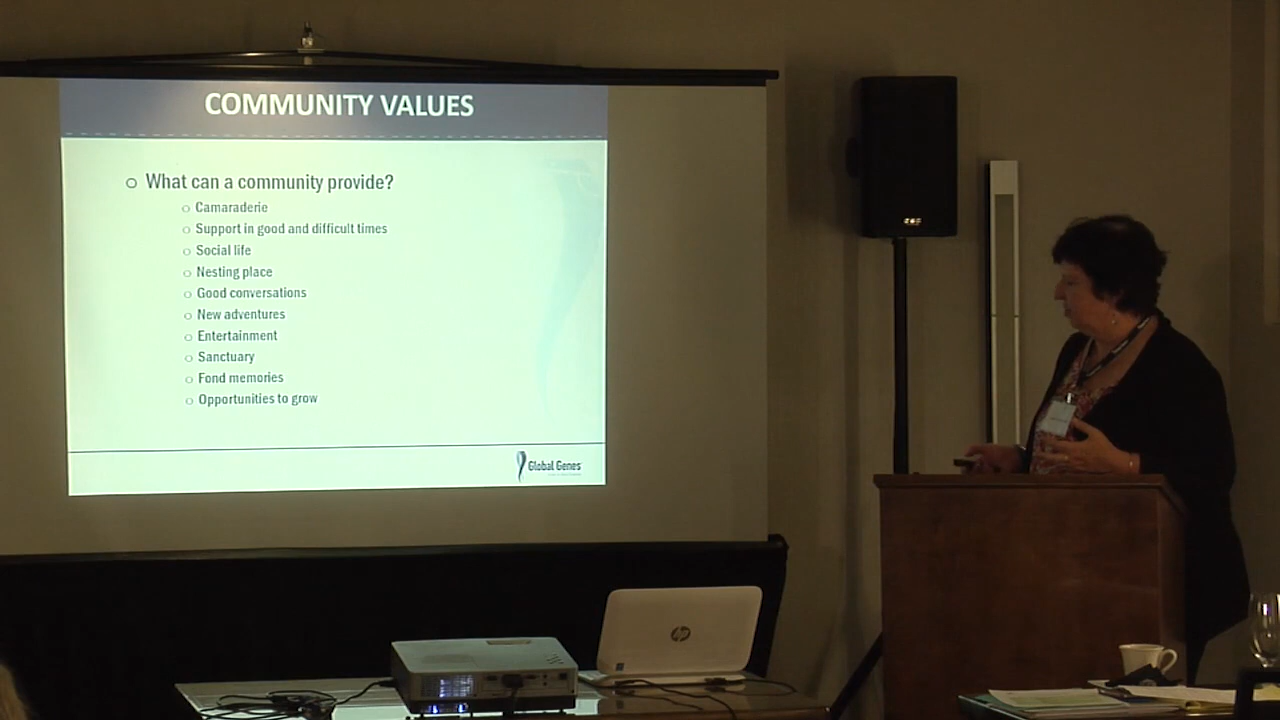 COMMUNITY VALUES
What can a community provide?
Camaraderie
Support in good and difficult times
Social life
Nesting place
Good conversations
New adventures
Entertainment
Sanctuary
Fond memories
Opportunities to grow
Global Genes
hp